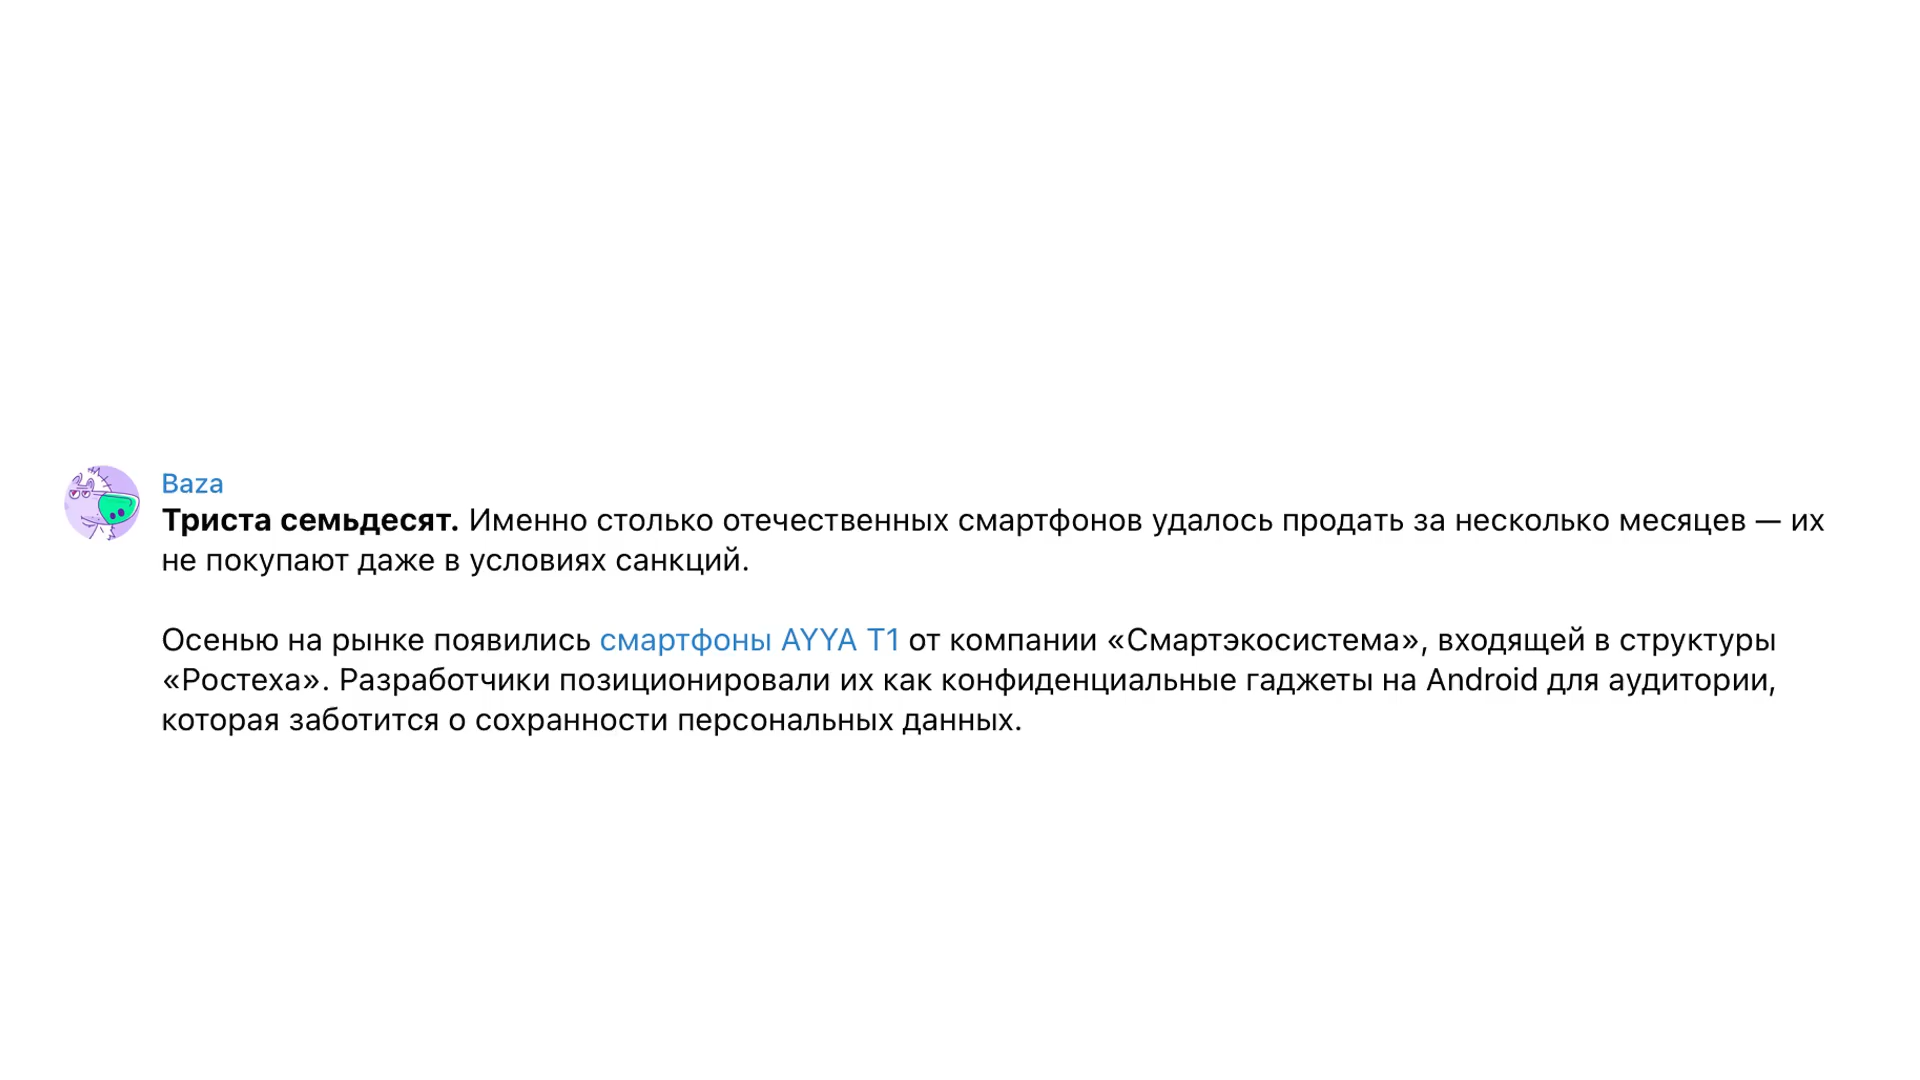 Baza
Триста семьдесят. Именно столько отечественных смартфонов удалось продать за несколько месяцев — их
не покупают даже в условиях санкций.
Осенью на рынке появились смартфоны AYYA T1 от компании «Смартэкосистема», входящей в структуры
«Ростеха». Разработчики позиционировали их как конфиденциальные гаджеты на Android для аудитории,
которая заботится о сохранности персональных данных.